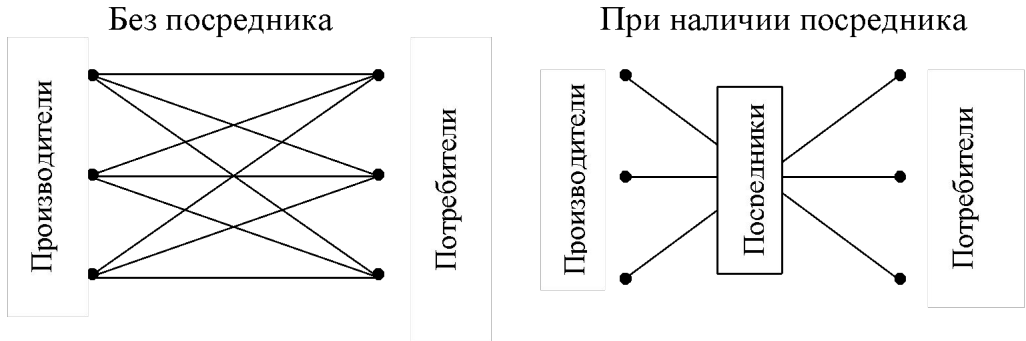 Без посредника
При наличии посредника
Производители
Потребители
Производители
Посредники
Потребители